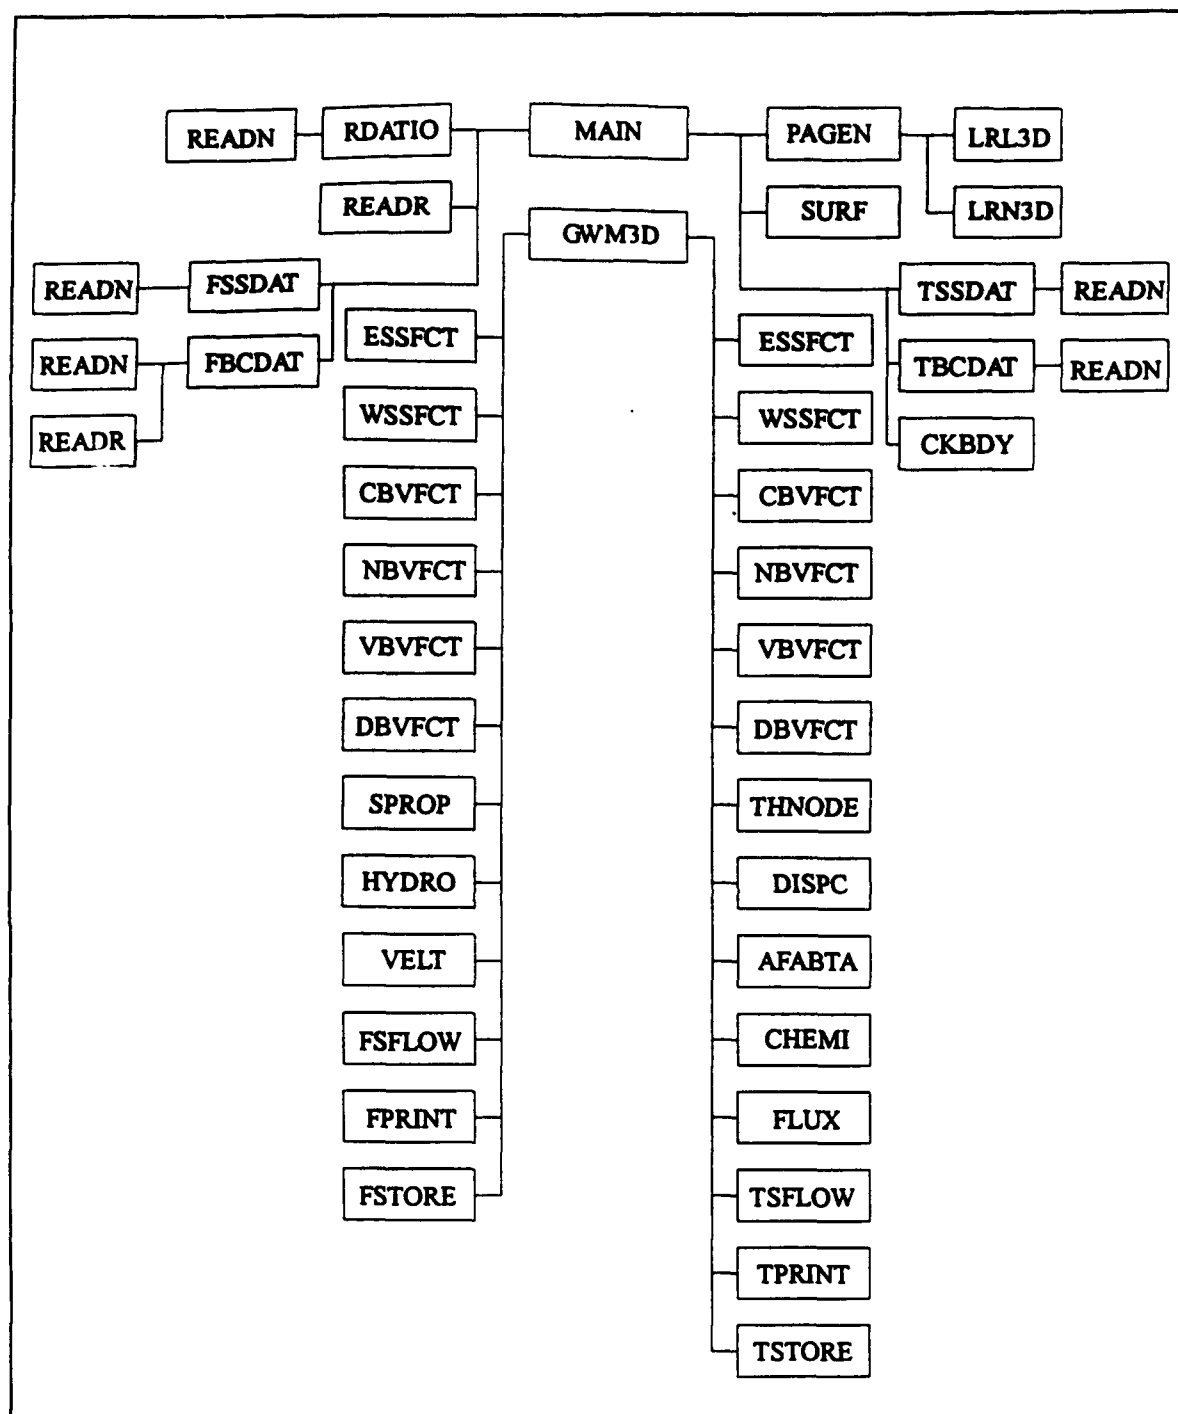 READN RDATIO MAIN PAGEN LRL3D
READR SURF LRN3D
GWM3D
READN FSSDAT TSSDAT READN
READN FBCDAT ESSFCT ESSFCT TBCDAT READN
READR WSSFCT WSSFCT CKBDY
CBVFCT CBVFCT
NBVFCT NBVFCT
VBVFCT VBVFCT
DBVFCT DBVFCT
SPROP THNODE
HYDRO DISPC
VELT AFABTA
FSFLOW CHEMI
FPRINT FLUX
FSTORE TSFLOW
TPRINT
TSTORE